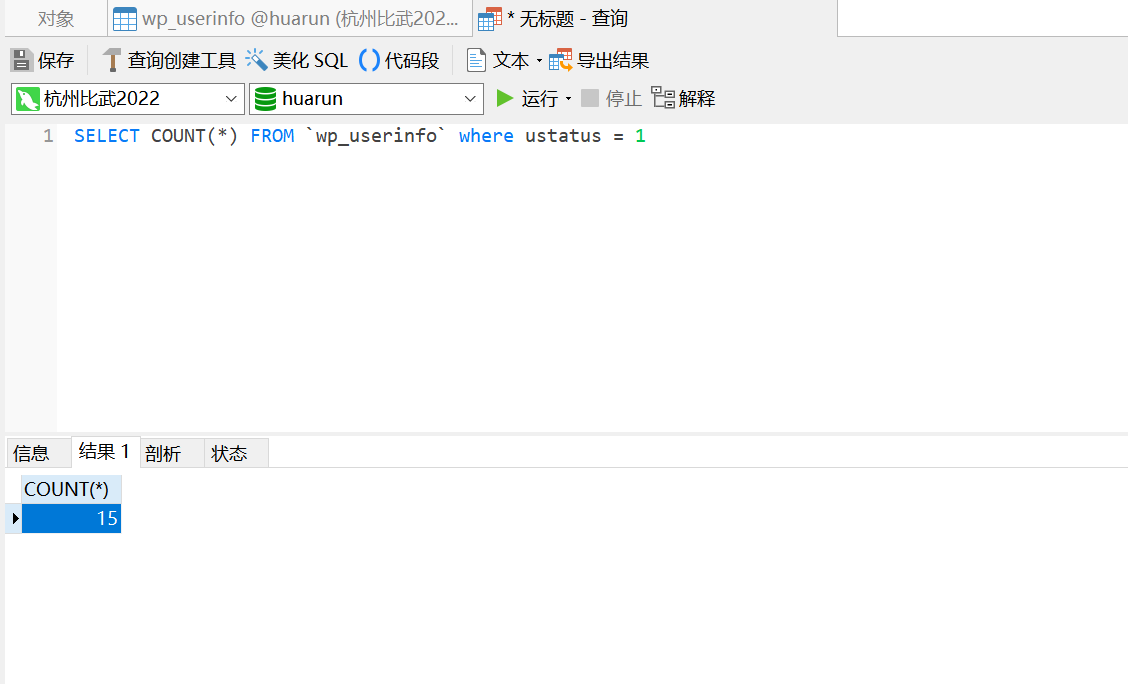 对象 wp_userinfo @huarun (杭州比武202... * 无标题 - 查询
保存 查询创建工具 美化 SQL 代码段 文本 导出结果
杭州比武2022 huarun 运行 停止 解释
1 SELECT COUNT(*) FROM `wp_userinfo` where ustatus = 1
信息 结果 1 剖析 状态
COUNT(*)
15